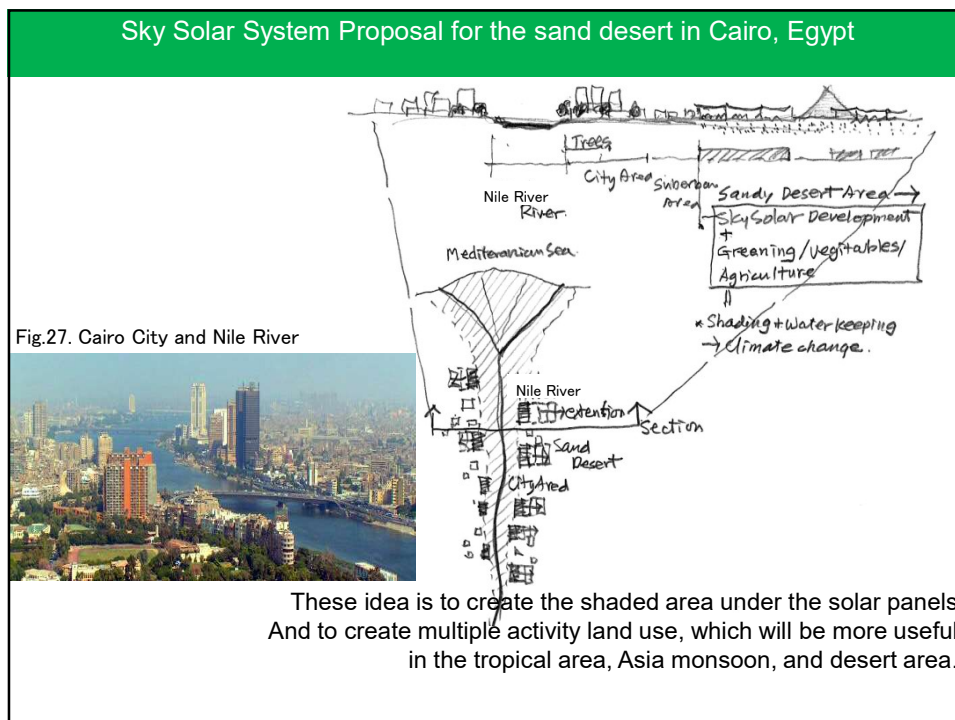 Sky Solar System Proposal for the sand desert in Cairo, Egypt
Trees
City Area
Suberban
Area
Nile River
River.
Sandy Desert Area →
Sky Solar Development
+
Greening/vegitables/
Agriculture
* Shading + Water keeping
→ Climate change.
Mediteranian Sea.
Fig.27. Cairo City and Nile River
Nile River
→ extention
Section
Sand
Desert
City Area
These idea is to create the shaded area under the solar panels
And to create multiple activity land use, which will be more useful
in the tropical area, Asia monsoon, and desert area.